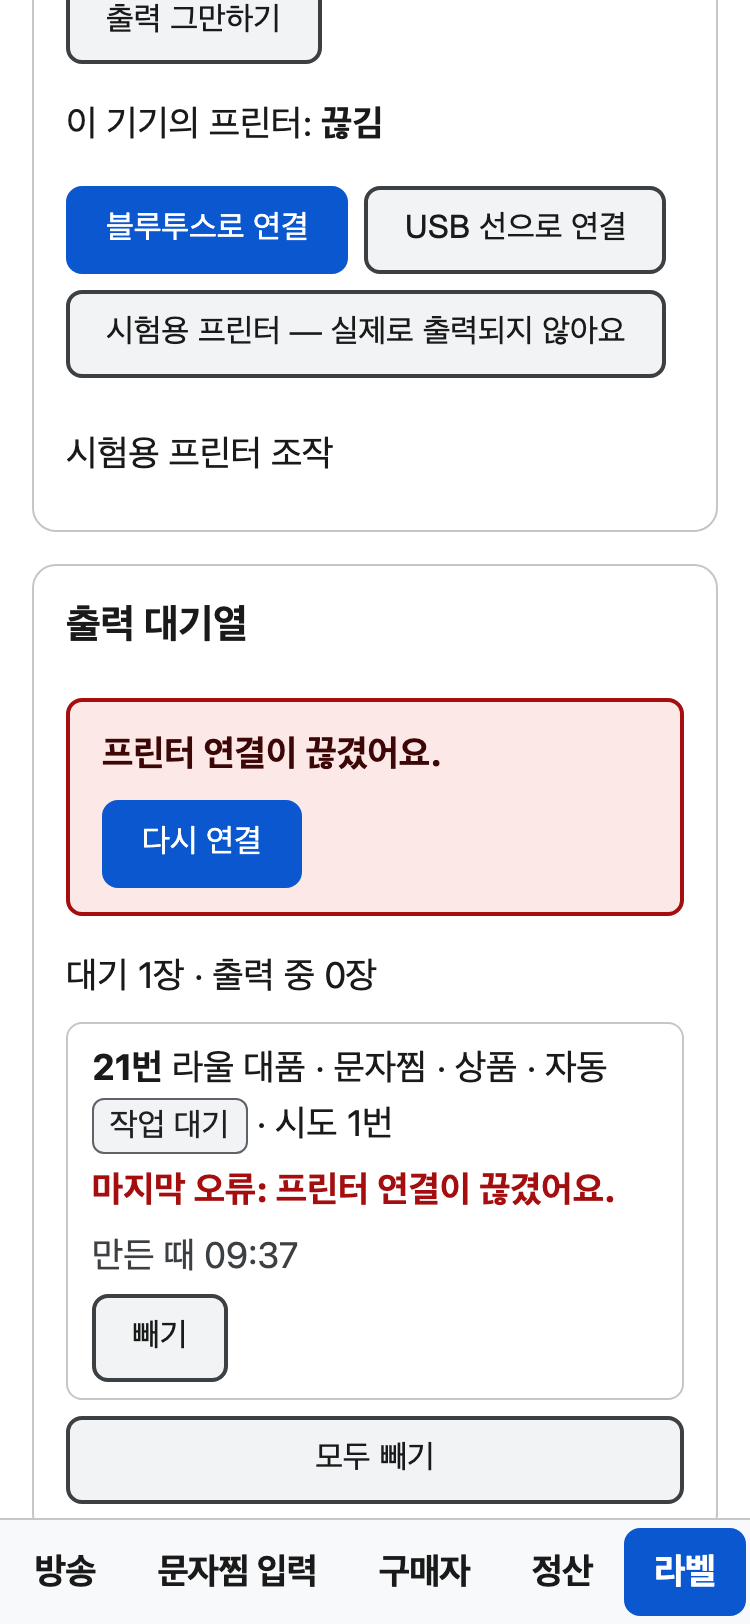 출력 그만하기
이 기기의 프린터: 끊김
블루투스로 연결
USB 선으로 연결
시험용 프린터 — 실제로 출력되지 않아요
시험용 프린터 조작
출력 대기열
프린터 연결이 끊겼어요.
다시 연결
대기 1장 · 출력 중 0장
21번 라울 대품 · 문자찜 · 상품 · 자동
작업 대기 · 시도 1번
마지막 오류: 프린터 연결이 끊겼어요.
만든 때 09:37
빼기
모두 빼기
방송 문자찜 입력 구매자 정산 라벨